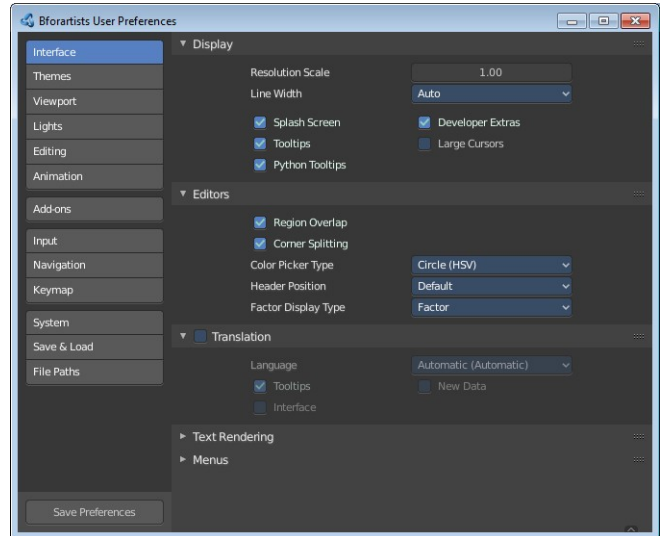 Bforartists User Preferences
Interface
Themes
Viewport
Lights
Editing
Animation
Add-ons
Input
Navigation
Keymap
System
Save & Load
File Paths
Save Preferences
Display
Resolution Scale 1.00
Line Width Auto
Splash Screen Developer Extras
Tooltips Large Cursors
Python Tooltips
Editors
Region Overlap
Corner Splitting
Color Picker Type Circle (HSV)
Header Position Default
Factor Display Type Factor
Translation
Language Automatic (Automatic)
Tooltips New Data
Interface
Text Rendering
Menus